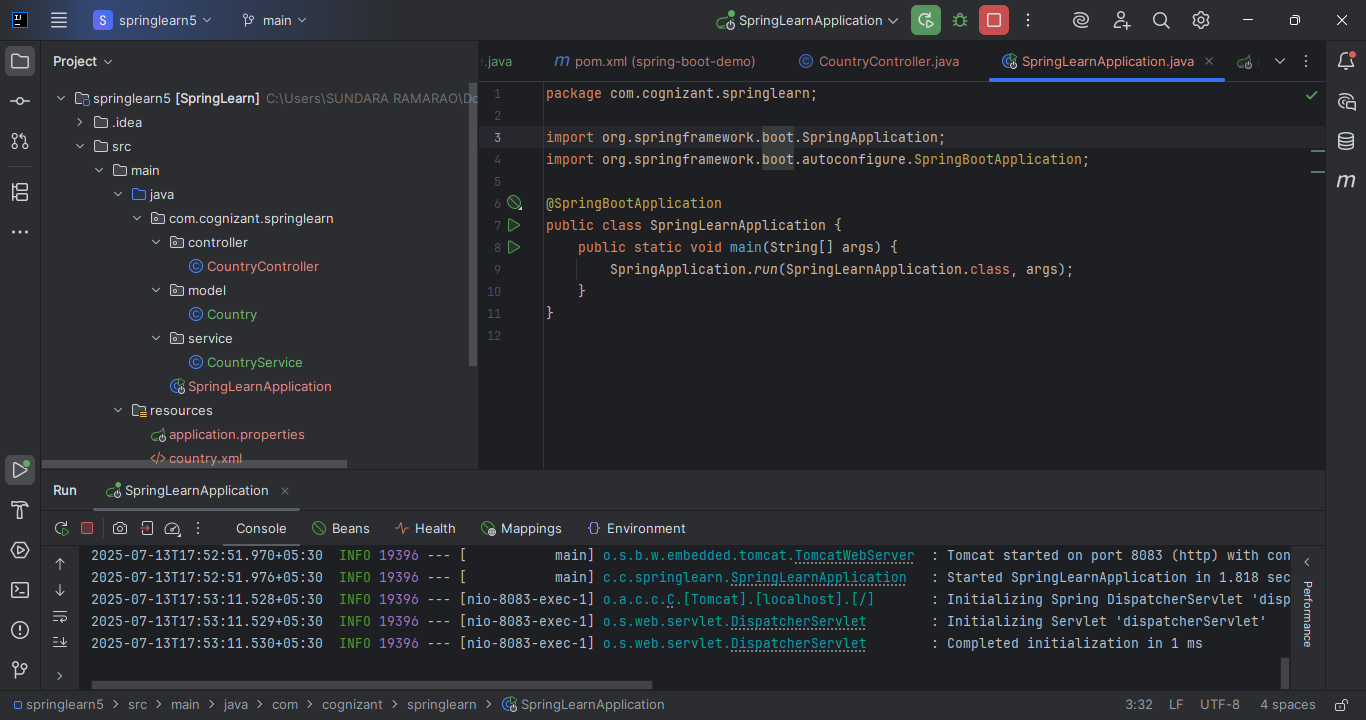 S springlearn5 main SpringLearnApplication
Project
.java pom.xml (spring-boot-demo) CountryController.java SpringLearnApplication.java
springlearn5 [SpringLearn] C:\Users\SUNDARA RAMARAO\Do
.idea
src
main
java
com.cognizant.springlearn
controller
CountryController
model
Country
service
CountryService
SpringLearnApplication
resources
application.properties
country.xml
1 package com.cognizant.springlearn;
2
3 import org.springframework.boot.SpringApplication;
4 import org.springframework.boot.autoconfigure.SpringBootApplication;
5
6 @SpringBootApplication
7 public class SpringLearnApplication {
8 public static void main(String[] args) {
9 SpringApplication.run(SpringLearnApplication.class, args);
10 }
11 }
12
Run SpringLearnApplication
Console Beans Health Mappings Environment
2025-07-13T17:52:51.970+05:30 INFO 19396 --- [ main] o.s.b.w.embedded.tomcat.TomcatWebServer : Tomcat started on port 8083 (http) with con
2025-07-13T17:52:51.976+05:30 INFO 19396 --- [ main] c.c.springlearn.SpringLearnApplication : Started SpringLearnApplication in 1.818 sec
2025-07-13T17:53:11.528+05:30 INFO 19396 --- [nio-8083-exec-1] o.a.c.c.C.[Tomcat].[localhost].[/] : Initializing Spring DispatcherServlet 'disp
2025-07-13T17:53:11.529+05:30 INFO 19396 --- [nio-8083-exec-1] o.s.web.servlet.DispatcherServlet : Initializing Servlet 'dispatcherServlet'
2025-07-13T17:53:11.530+05:30 INFO 19396 --- [nio-8083-exec-1] o.s.web.servlet.DispatcherServlet : Completed initialization in 1 ms
Performance
springlearn5 > src > main > java > com > cognizant > springlearn > SpringLearnApplication 3:32 LF UTF-8 4 spaces